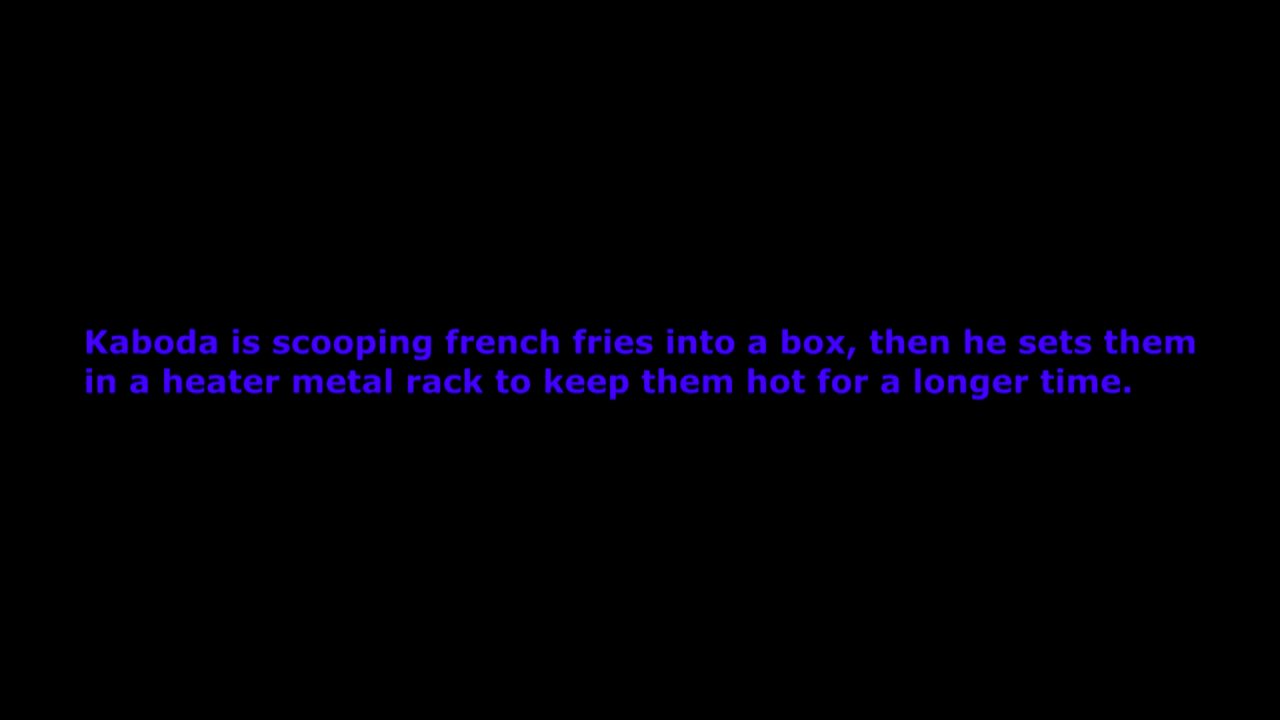 Kaboda is scooping french fries into a box, then he sets them
in a heater metal rack to keep them hot for a longer time.